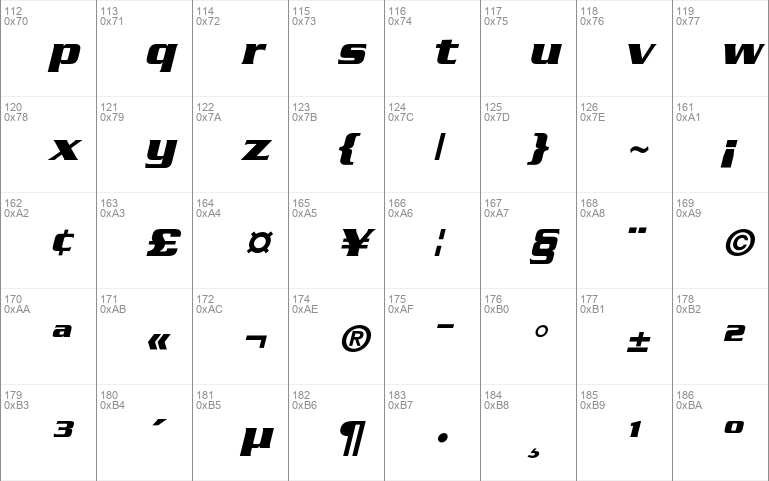 112 113 114 115 116 117 118 119
0x70 0x71 0x72 0x73 0x74 0x75 0x76 0x77
p q r s t u v w
120 121 122 123 124 125 126 161
0x78 0x79 0x7A 0x7B 0x7C 0x7D 0x7E 0xA1
x y z { | } ~ ¡
162 163 164 165 166 167 168 169
0xA2 0xA3 0xA4 0xA5 0xA6 0xA7 0xA8 0xA9
¢ £ ¤ ¥ ¦ § ¨ ©
170 171 172 174 175 176 177 178
0xAA 0xAB 0xAC 0xAE 0xAF 0xB0 0xB1 0xB2
ª « ¬ ® ¯ ° ± ²
179 180 181 182 183 184 185 186
0xB3 0xB4 0xB5 0xB6 0xB7 0xB8 0xB9 0xBA
³ ´ µ ¶ · ¸ ¹ º